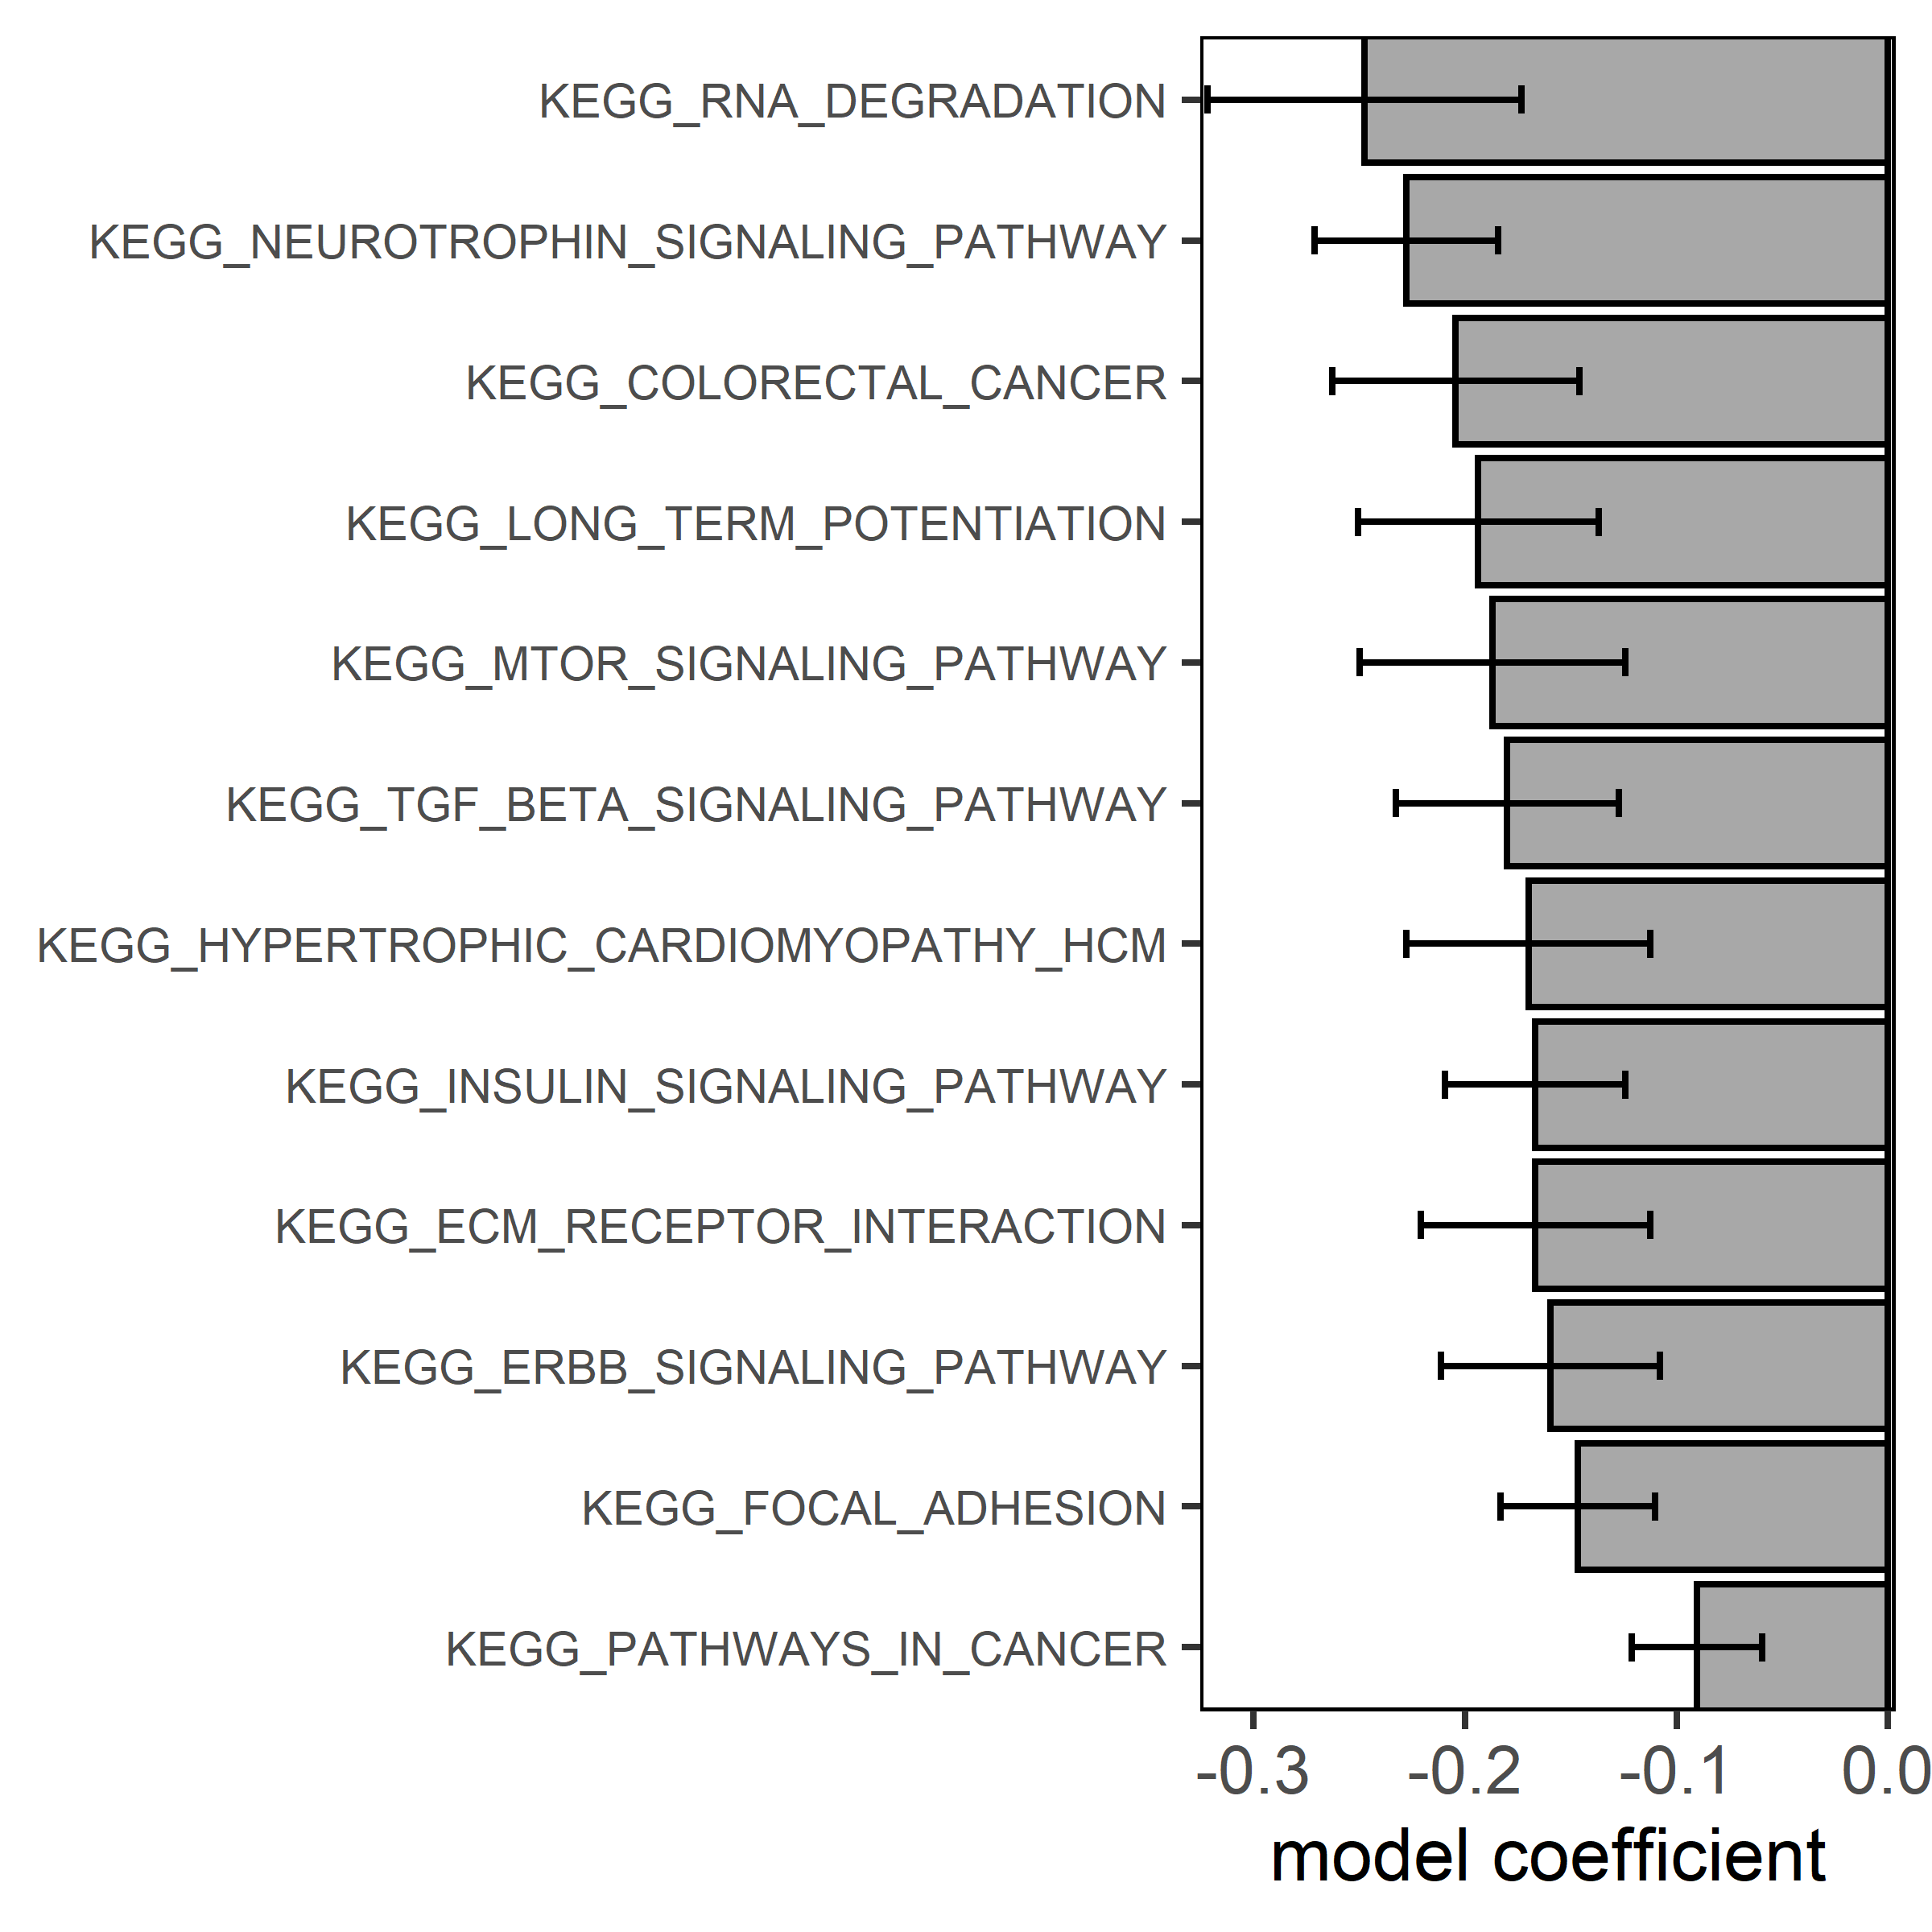 KEGG_RNA_DEGRADATION
KEGG_NEUROTROPHIN_SIGNALING_PATHWAY
KEGG_COLORECTAL_CANCER
KEGG_LONG_TERM_POTENTIATION
KEGG_MTOR_SIGNALING_PATHWAY
KEGG_TGF_BETA_SIGNALING_PATHWAY
KEGG_HYPERTROPHIC_CARDIOMYOPATHY_HCM
KEGG_INSULIN_SIGNALING_PATHWAY
KEGG_ECM_RECEPTOR_INTERACTION
KEGG_ERBB_SIGNALING_PATHWAY
KEGG_FOCAL_ADHESION
KEGG_PATHWAYS_IN_CANCER
-0.3 -0.2 -0.1 0.0
model coefficient